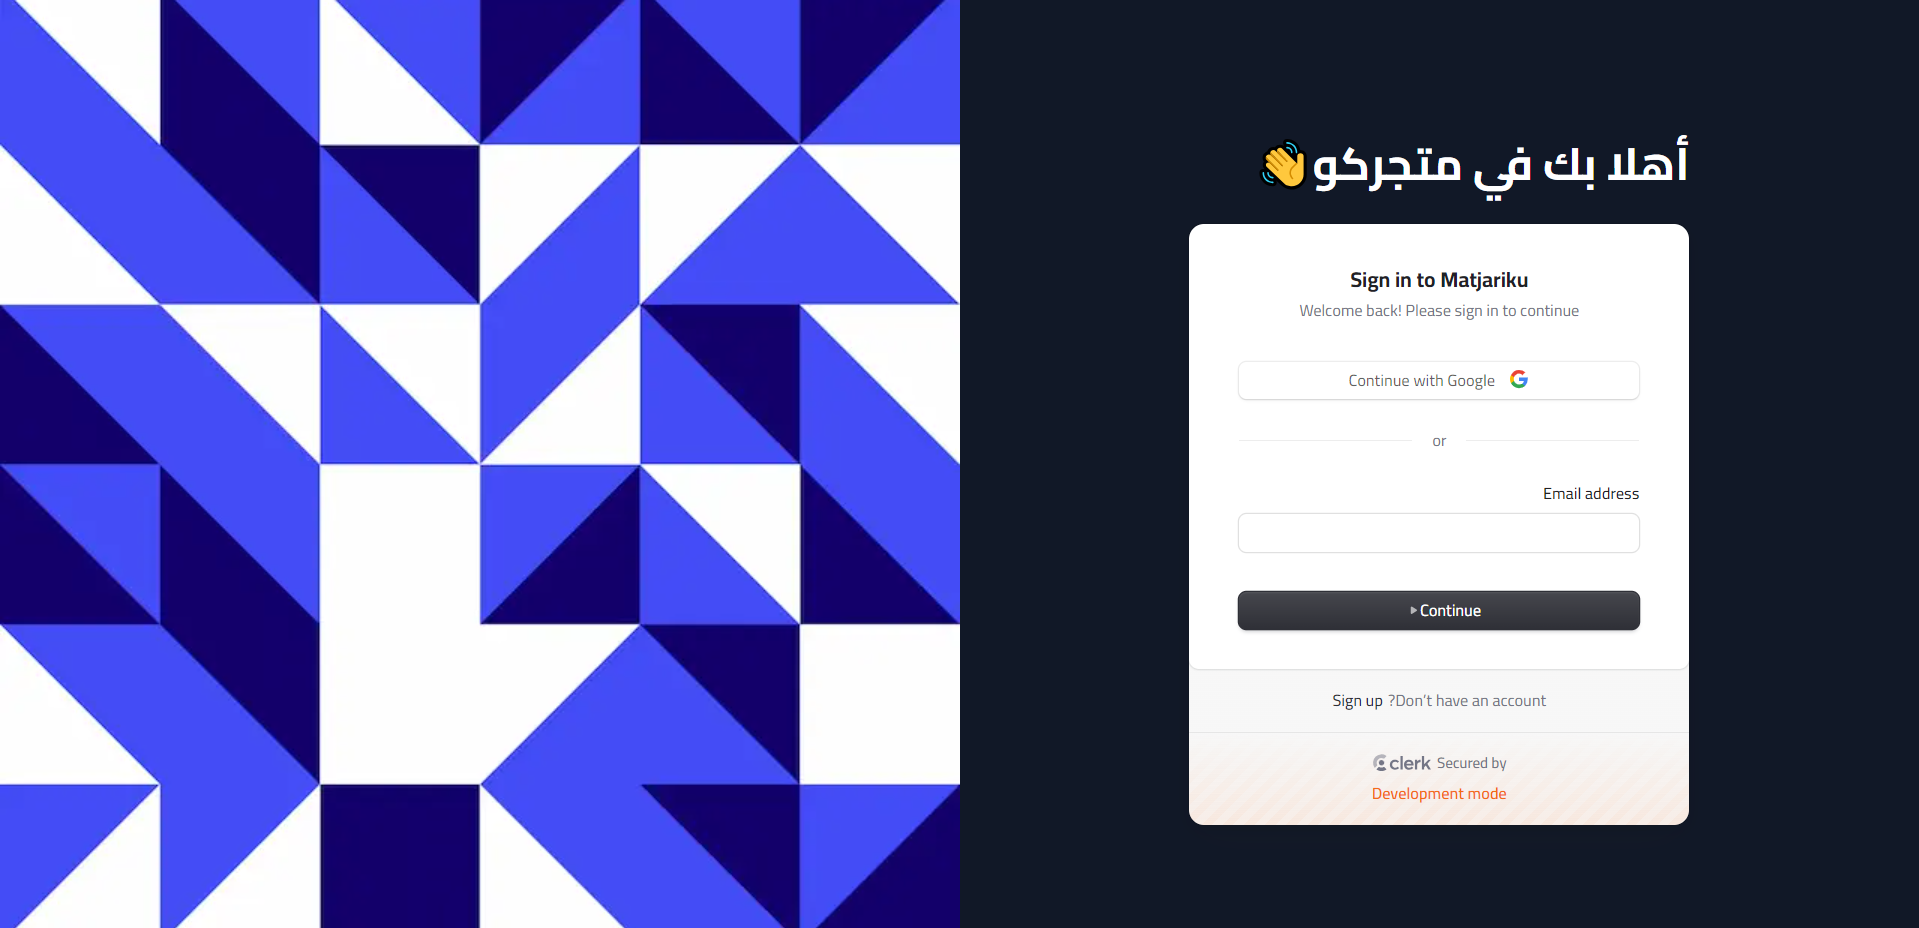 أهلا بك في متجركو👋
Sign in to Matjariku
Welcome back! Please sign in to continue
Continue with Google
or
Email address
Continue
Sign up ?Don’t have an account
clerk Secured by
Development mode